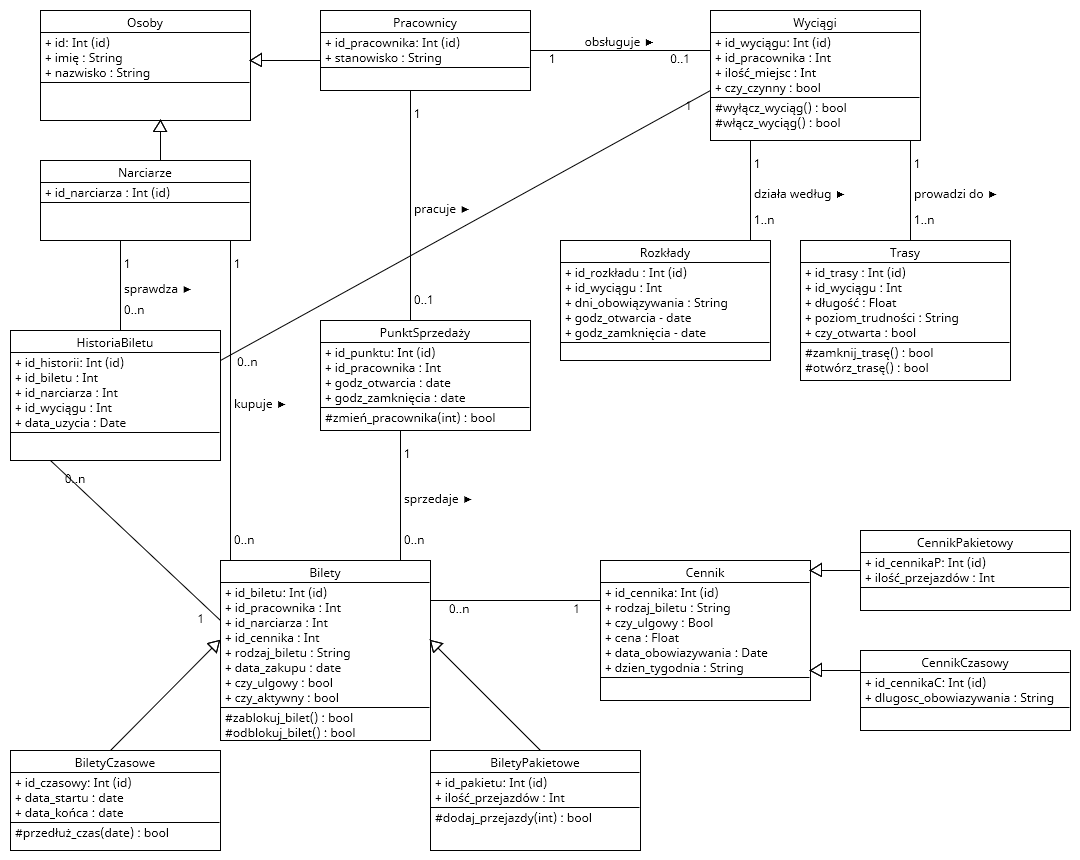 Osoby
+ id: Int (id)
+ imię : String
+ nazwisko : String
Pracownicy
+ id_pracownika: Int (id)
+ stanowisko : String
obsługuje ►
1
0..1
Wyciągi
+ id_wyciągu: Int (id)
+ id_pracownika : Int
+ ilość_miejsc : Int
+ czy_czynny : bool
#wyłącz_wyciąg() : bool
#włącz_wyciąg() : bool
Narciarze
+ id_narciarza : Int (id)
1
pracuje ►
0..1
1
1
działa według ►
1..n
1
prowadzi do ►
1..n
1
sprawdza ►
0..n
1
kupuje ►
0..n
Rozkłady
+ id_rozkładu : Int (id)
+ id_wyciągu : Int
+ dni_obowiązywania : String
+ godz_otwarcia - date
+ godz_zamknięcia - date
Trasy
+ id_trasy : Int (id)
+ id_wyciągu : Int
+ długość : Float
+ poziom_trudności : String
+ czy_otwarta : bool
#zamknij_trasę() : bool
#otwórz_trasę() : bool
HistoriaBiletu
+ id_historii: Int (id)
+ id_biletu : Int
+ id_narciarza : Int
+ id_wyciągu : Int
+ data_uzycia : Date
0..n
PunktSprzedaży
+ id_punktu : Int (id)
+ id_pracownika : Int
+ godz_otwarcia : date
+ godz_zamknięcia : date
#zmień_pracownika(int) : bool
1
sprzedaje ►
0..n
0..n
1
Bilety
+ id_biletu: Int (id)
+ id_pracownika : Int
+ id_narciarza : Int
+ id_cennika : Int
+ rodzaj_biletu : String
+ data_zakupu : date
+ czy_ulgowy : bool
+ czy_aktywny : bool
#zablokuj_bilet() : bool
#odblokuj_bilet() : bool
0..n
1
Cennik
+ id_cennika: Int (id)
+ rodzaj_biletu : String
+ czy_ulgowy : Bool
+ cena : Float
+ data_obowiazywania : Date
+ dzien_tygodnia : String
CennikPakietowy
+ id_cennikaP: Int (id)
+ ilość_przejazdów : Int
CennikCzasowy
+ id_cennikaC: Int (id)
+ dlugosc_obowiazywania : String
BiletyCzasowe
+ id_czasowy: Int (id)
+ data_startu : date
+ data_końca : date
#przedłuż_czas(date) : bool
BiletyPakietowe
+ id_pakietu: Int (id)
+ ilość_przejazdów : Int
#dodaj_przejazdy(int) : bool